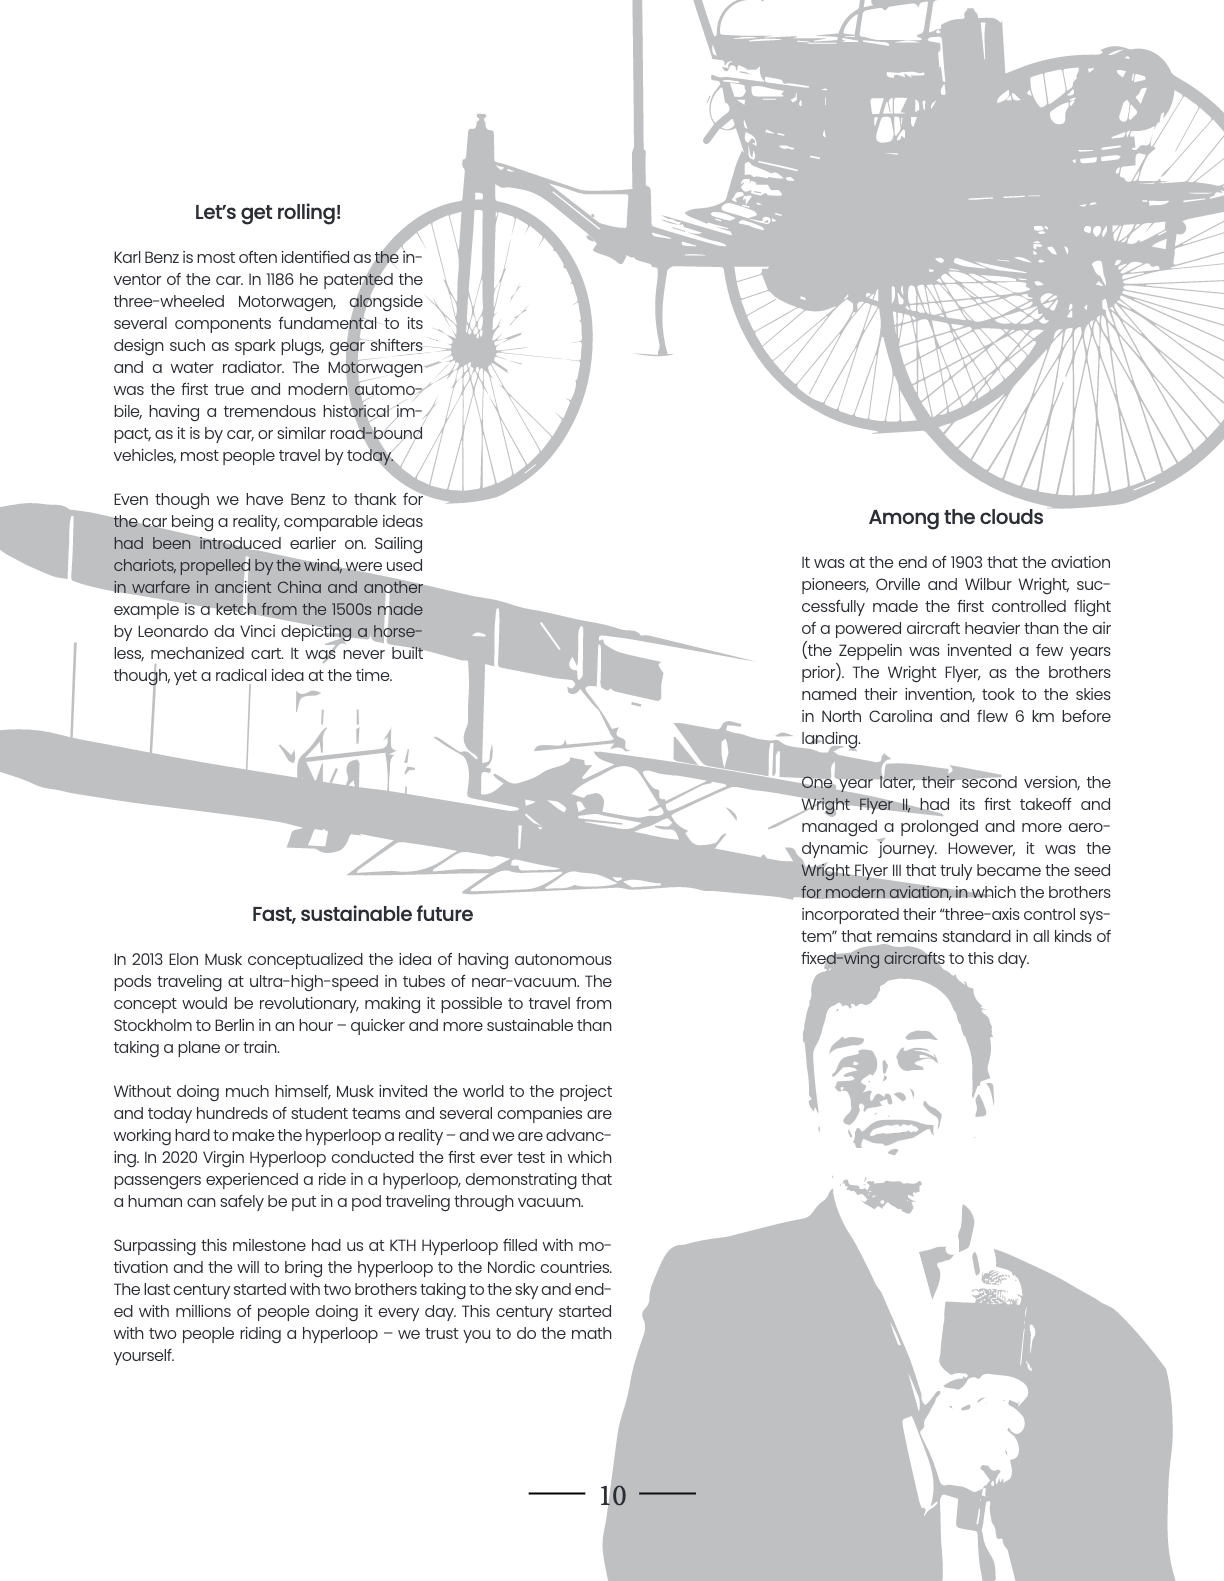 Let’s get rolling!
Karl Benz is most often identified as the in-
ventor of the car. In 1186 he patented the
three-wheeled Motorwagen, alongside
several components fundamental to its
design such as spark plugs, gear shifters
and a water radiator. The Motorwagen
was the first true and modern automo-
bile, having a tremendous historical im-
pact, as it is by car, or similar road-bound
vehicles, most people travel by today.
Even though we have Benz to thank for
the car being a reality, comparable ideas
had been introduced earlier on. Sailing
chariots, propelled by the wind, were used
in warfare in ancient China and another
example is a ketch from the 1500s made
by Leonardo da Vinci depicting a horse-
less, mechanized cart. It was never built
though, yet a radical idea at the time.
Among the clouds
It was at the end of 1903 that the aviation
pioneers, Orville and Wilbur Wright, suc-
cessfully made the first controlled flight
of a powered aircraft heavier than the air
(the Zeppelin was invented a few years
prior). The Wright Flyer, as the brothers
named their invention, took to the skies
in North Carolina and flew 6 km before
landing.
One year later, their second version, the
Wright Flyer II, had its first takeoff and
managed a prolonged and more aero-
dynamic journey. However, it was the
Wright Flyer III that truly became the seed
for modern aviation, in which the brothers
incorporated their “three-axis control sys-
tem” that remains standard in all kinds of
fixed-wing aircrafts to this day.
Fast, sustainable future
In 2013 Elon Musk conceptualized the idea of having autonomous
pods traveling at ultra-high-speed in tubes of near-vacuum. The
concept would be revolutionary, making it possible to travel from
Stockholm to Berlin in an hour – quicker and more sustainable than
taking a plane or train.
Without doing much himself, Musk invited the world to the project
and today hundreds of student teams and several companies are
working hard to make the hyperloop a reality – and we are advanc-
ing. In 2020 Virgin Hyperloop conducted the first ever test in which
passengers experienced a ride in a hyperloop, demonstrating that
a human can safely be put in a pod traveling through vacuum.
Surpassing this milestone had us at KTH Hyperloop filled with mo-
tivation and the will to bring the hyperloop to the Nordic countries.
The last century started with two brothers taking to the sky and end-
ed with millions of people doing it every day. This century started
with two people riding a hyperloop – we trust you to do the math
yourself.
10